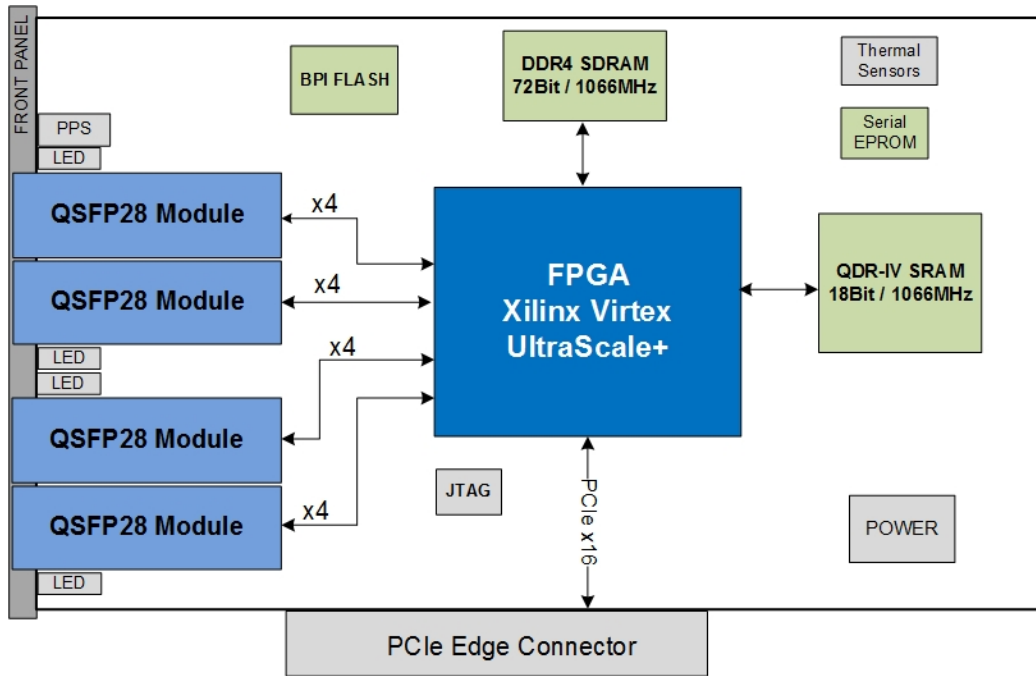 FRONT PANEL
BPI FLASH
DDR4 SDRAM
72Bit / 1066MHz
Thermal
Sensors
Serial
EPROM
PPS
LED
QSFP28 Module
x4
QSFP28 Module
x4
FPGA
Xilinx Virtex
UltraScale+
QDR-IV SRAM
18Bit / 1066MHz
LED
LED
x4
QSFP28 Module
QSFP28 Module
x4
JTAG
PCIe x16
POWER
LED
PCIe Edge Connector